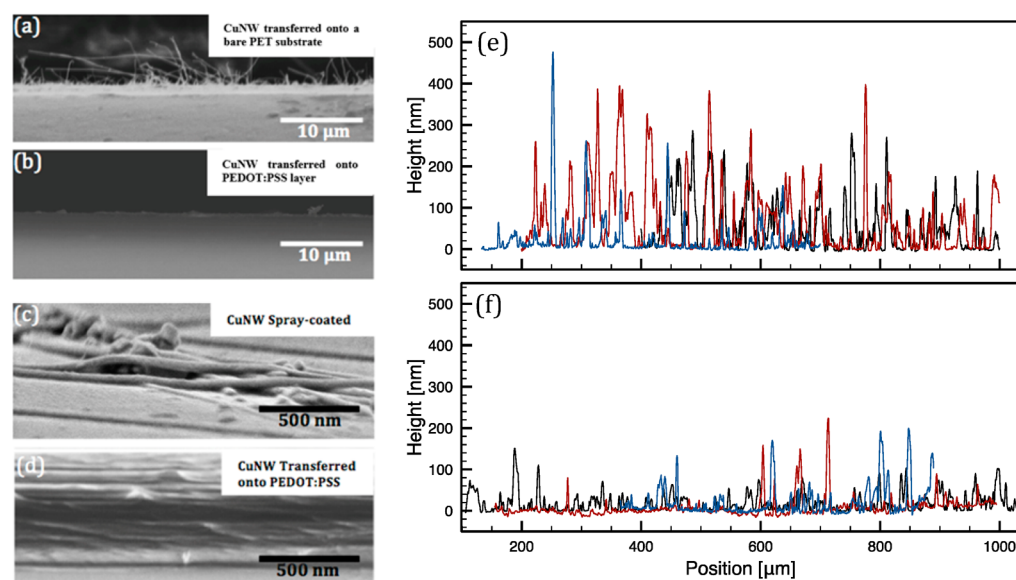 (a)
CuNW transferred onto a
bare PET substrate
10 µm
(b)
CuNW transferred onto
PEDOT:PSS layer
10 µm
(c)
CuNW Spray-coated
500 nm
(d)
CuNW Transferred
onto PEDOT:PSS
500 nm
(e)
500
400
300
200
100
0
Height [nm]
(f)
500
400
300
200
100
0
Height [nm]
200 400 600 800 1000
Position [µm]